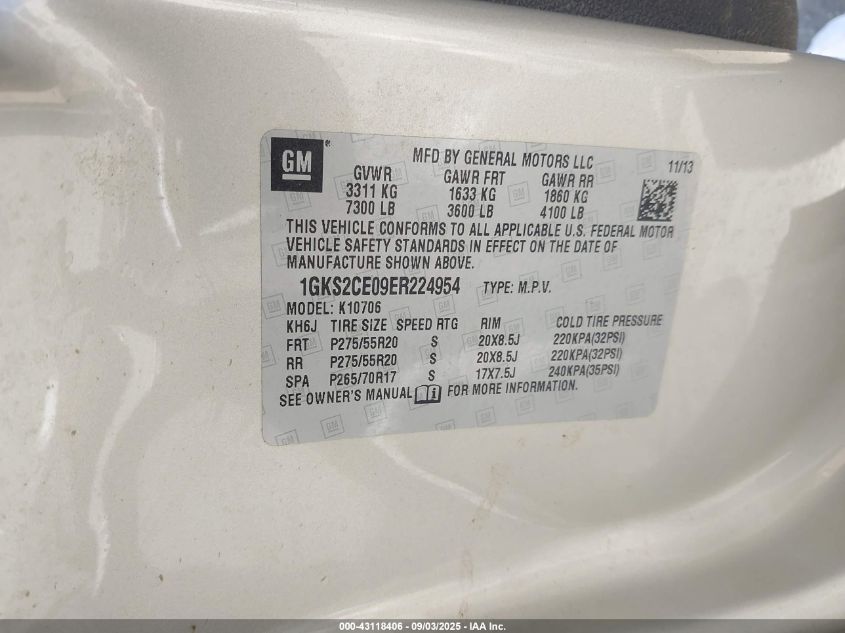 GM
MFD BY GENERAL MOTORS LLC 11/13
GVWR GAWR FRT GAWR RR
3311 KG 1633 KG 1860 KG
7300 LB 3600 LB 4100 LB
THIS VEHICLE CONFORMS TO ALL APPLICABLE U.S. FEDERAL MOTOR
VEHICLE SAFETY STANDARDS IN EFFECT ON THE DATE OF
MANUFACTURE SHOWN ABOVE.
1GKS2CE09ER224954 TYPE: M.P.V.
MODEL: K10706
KH6J TIRE SIZE SPEED RTG RIM COLD TIRE PRESSURE
FRT P275/55R20 S 20X8.5J 220KPA(32PSI)
RR P275/55R20 S 20X8.5J 220KPA(32PSI)
SPA P265/70R17 S 17X7.5J 240KPA(35PSI)
SEE OWNER'S MANUAL FOR MORE INFORMATION.
000-43118406 - 09/03/2025 - IAA Inc.